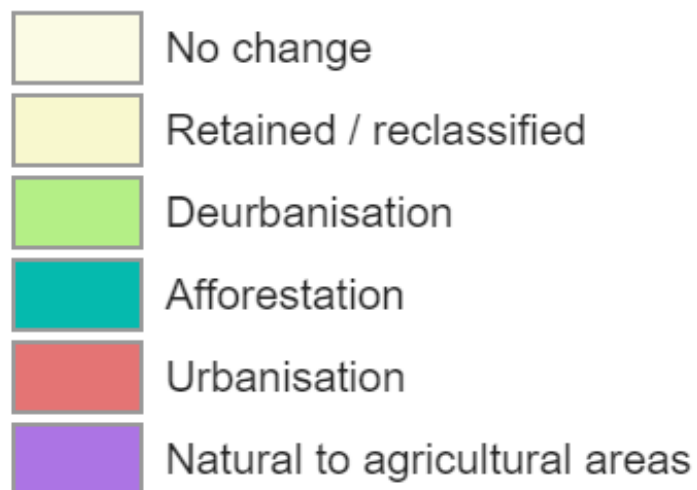 No change
Retained / reclassified
Deurbanisation
Afforestation
Urbanisation
Natural to agricultural areas